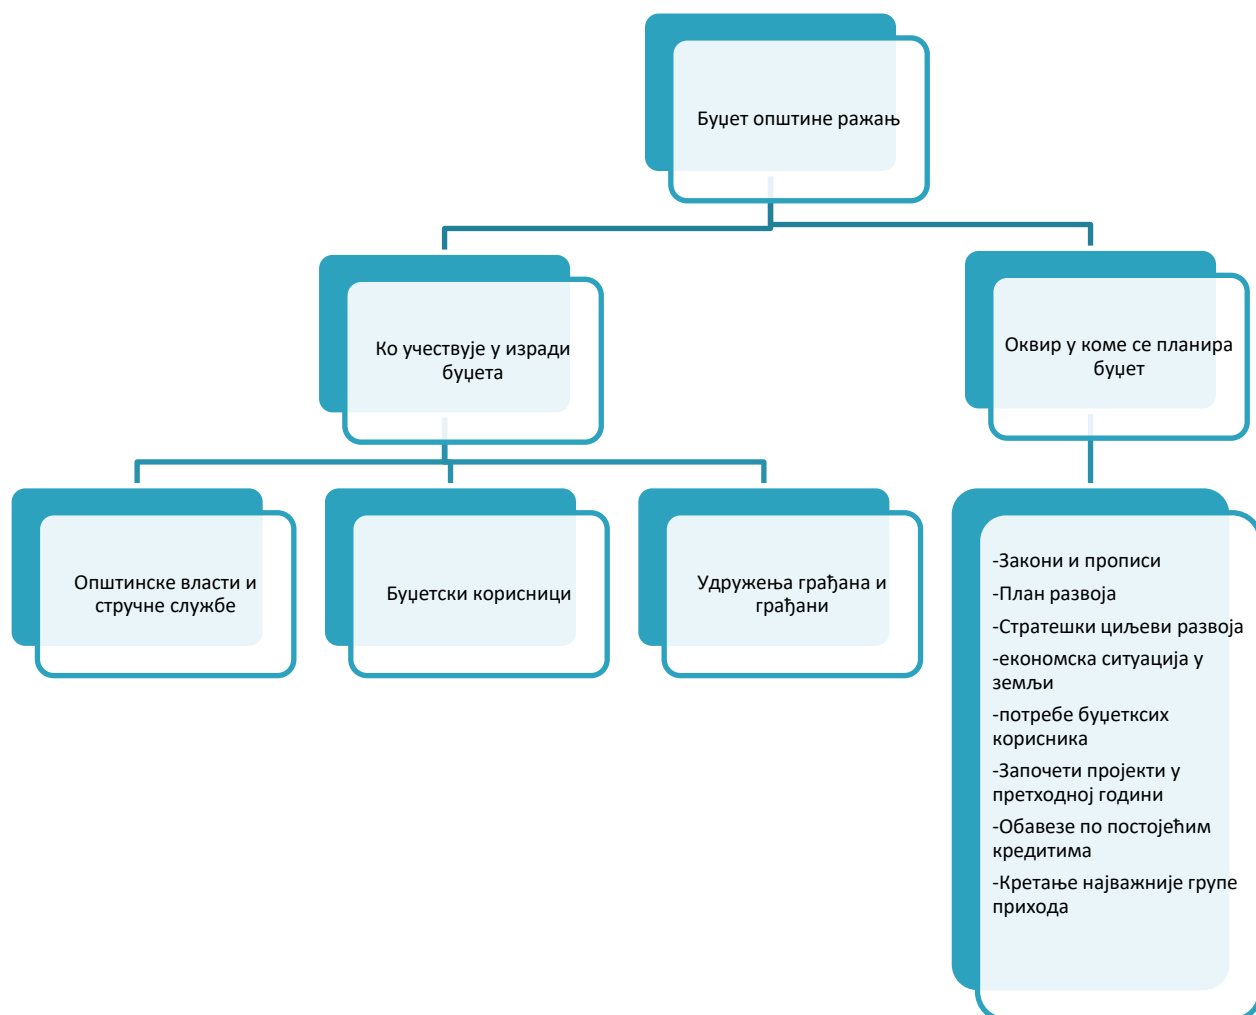 Буџет општине ражањ
Ко учествује у изради
буџета
Оквир у коме се планира
буџет
Општинске власти и
стручне службе
Буџетски корисници
Удружења грађана и
грађани
-Закони и прописи
-План развоја
-Стратешки циљеви развоја
-економска ситуација у
земљи
-потребе буџетксих
корисника
-Започети пројекти у
претходној години
-Обавезе по постојећим
кредитима
-Кретање најважније групе
прихода